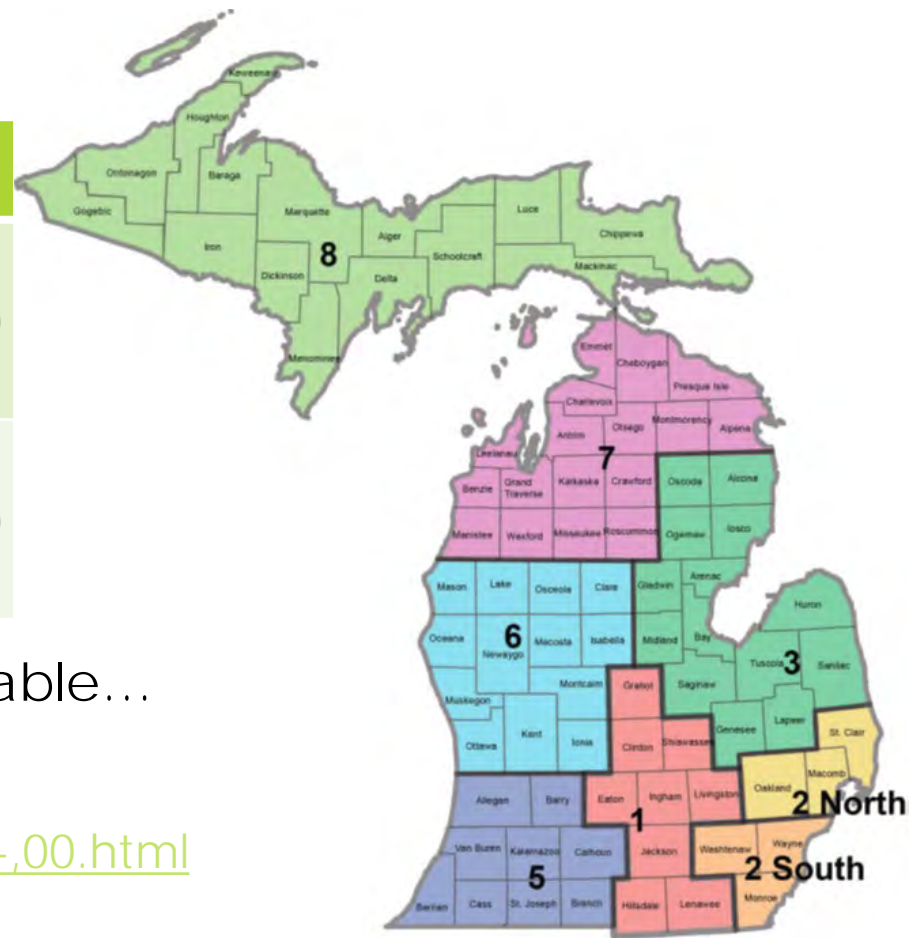 Keweenaw
Houghton
Ontonagon
Baraga
Gogebic
Marquette
Luce
Alger
Chippewa
Iron
8
Schoolcraft
Dickinson
Delta
Mackinac
Menominee
Emmet
Cheboygan
Presque Isle
Charlevoix
Antrim
Otsego
Montmorency
Alpena
Leelanau
7
Benzie
Grand
Traverse
Kalkaska
Crawford
Oscoda
Alcona
Manistee
Wexford
Missaukee
Roscommon
Ogemaw
Iosco
Mason
Lake
Osceola
Clare
Gladwin
Arenac
Huron
Oceana
6
Newaygo
Mecosta
Isabella
Midland
Bay
Tuscola
3
Sanilac
able...
Muskegon
Montcalm
Gratiot
Saginaw
Genesee
Lapeer
St. Clair
Ottawa
Kent
Ionia
Clinton
Shiawassee
Oakland
Macomb
2 North
Allegan
Barry
Eaton
Ingham
Livingston
1
-,00.html
Van Buren
Kalamazoo
Calhoun
Jackson
Washtenaw
Wayne
2 South
5
Berrien
Cass
St. Joseph
Branch
Hillsdale
Lenawee
Monroe